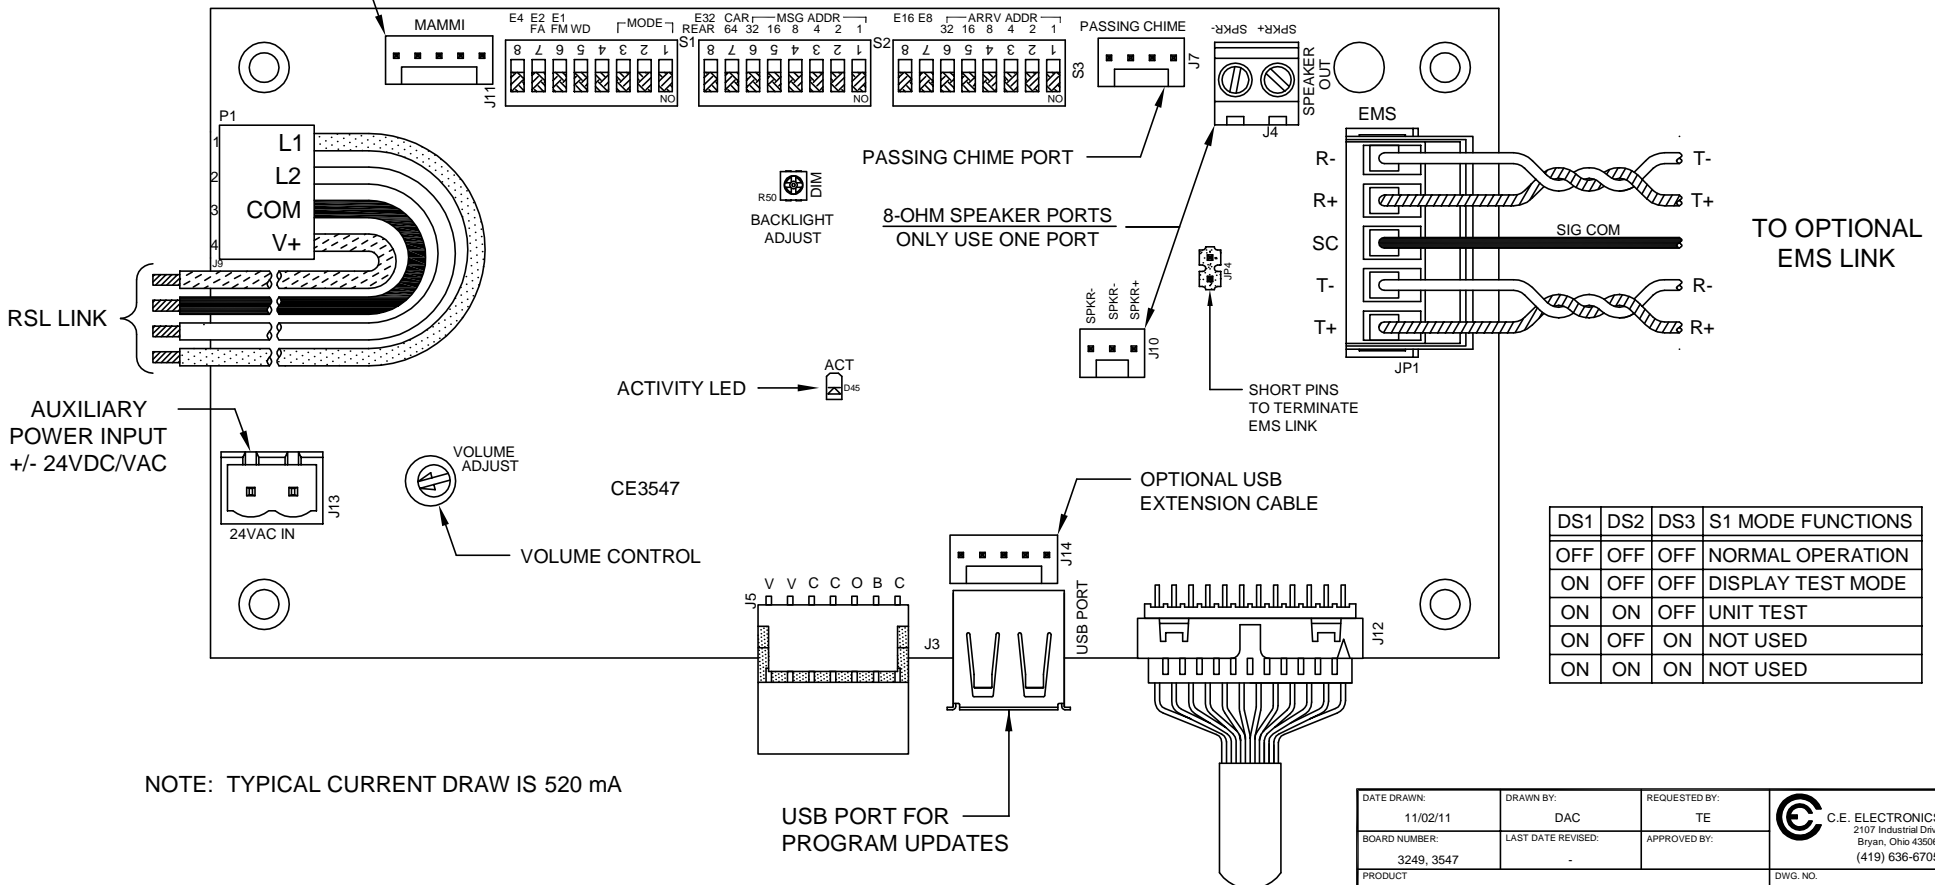 MAMMI
J11
E4 E2 E1
FA FM WD
MODE
8 7 6 5 4 3 2 1
NO
S1
E32 CAR MSG ADDR
REAR 64 32 16 8 4 2 1
8 7 6 5 4 3 2 1
NO
S2
E16 E8 ARRV ADDR
32 16 8 4 2 1
8 7 6 5 4 3 2 1
NO
S3
PASSING CHIME
J7
SPKR- SPKR+
SPEAKER
OUT
J4
P1
1 L1
2 L2
3 COM
4 V+
J9
RSL LINK
PASSING CHIME PORT
R50
DIM
BACKLIGHT
ADJUST
8-OHM SPEAKER PORTS
ONLY USE ONE PORT
SPKR-
SPKR-
SPKR+
J10
JP4
SHORT PINS
TO TERMINATE
EMS LINK
EMS
R- T-
R+ T+
SC SIG COM
T- R-
T+ R+
JP1
TO OPTIONAL
EMS LINK
ACT
ACTIVITY LED
D45
AUXILIARY
POWER INPUT
+/- 24VDC/VAC
J13
24VAC IN
VOLUME
ADJUST
CE3547
VOLUME CONTROL
OPTIONAL USB
EXTENSION CABLE
J14
V V C C O B C
J5
J3
USB PORT
J12
DS1 DS2 DS3 S1 MODE FUNCTIONS
OFF OFF OFF NORMAL OPERATION
ON OFF OFF DISPLAY TEST MODE
ON ON OFF UNIT TEST
ON OFF ON NOT USED
ON ON ON NOT USED
NOTE: TYPICAL CURRENT DRAW IS 520 mA
USB PORT FOR
PROGRAM UPDATES
DATE DRAWN: DRAWN BY: REQUESTED BY:
11/02/11 DAC TE
BOARD NUMBER: LAST DATE REVISED: APPROVED BY:
3249, 3547 -
PRODUCT
C.E. ELECTRONICS
2107 Industrial Driv
Bryan, Ohio 43506
(419) 636-6705
DWG. NO.